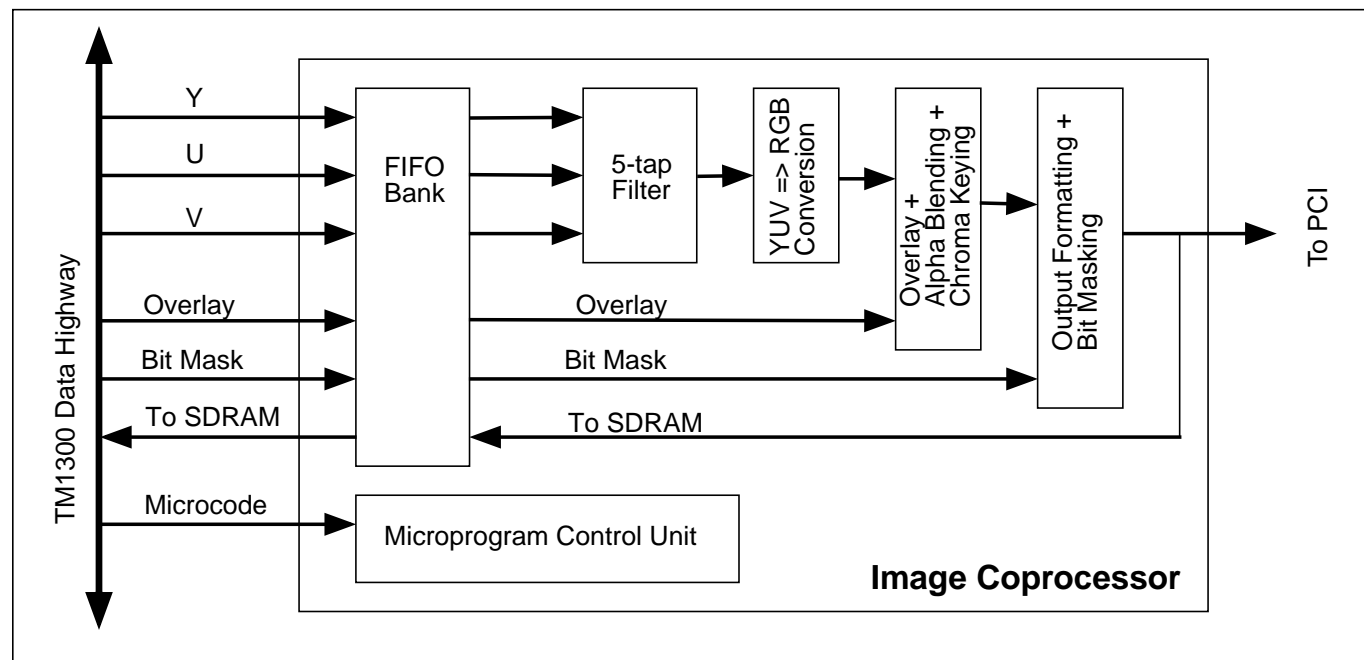 TM1300 Data Highway
Y
U
V
Overlay
Bit Mask
To SDRAM
Microcode
FIFO
Bank
5-tap
Filter
YUV => RGB
Conversion
Overlay +
Alpha Blending +
Chroma Keying
Output Formatting +
Bit Masking
To PCI
Overlay
Bit Mask
To SDRAM
Microprogram Control Unit
Image Coprocessor